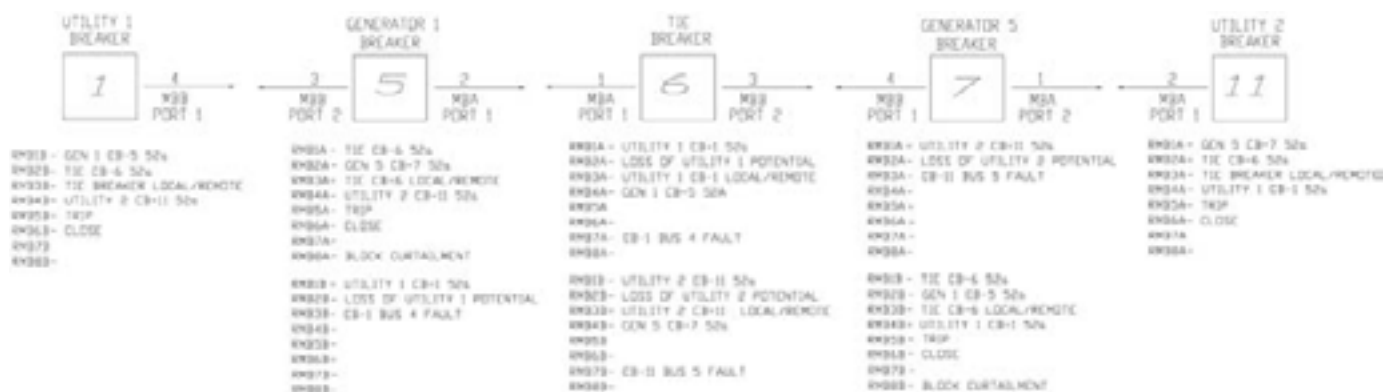 UTILITY 1
BREAKER
1
4
MBB
PORT 1
RMB1B - GEN 1 CB-5 52a
RMB2B - TIE CB-6 52a
RMB3B - TIE BREAKER LOCAL/REMOTE
RMB4B - UTILITY 2 CB-11 52a
RMB5B - TRIP
RMB6B - CLOSE
RMB7B
RMB8B -
GENERATOR 1
BREAKER
3
MBB
PORT 2
5
2
MBA
PORT 1
RMB1A - TIE CB-6 52a
RMB2A - GEN 5 CB-7 52a
RMB3A - TIE CB-6 LOCAL/REMOTE
RMB4A - UTILITY 2 CB-11 52a
RMB5A - TRIP
RMB6A - CLOSE
RMB7A -
RMB8A - BLOCK CURTAILMENT
RMB1B - UTILITY 1 CB-1 52a
RMB2B - LOSS OF UTILITY 1 POTENTIAL
RMB3B - CB-1 BUS 4 FAULT
RMB4B -
RMB5B -
RMB6B -
RMB7B -
RMB8B -
TIE
BREAKER
1
MBA
PORT 1
6
3
MBB
PORT 2
RMB1A - UTILITY 1 CB-1 52a
RMB2A - LOSS OF UTILITY 1 POTENTIAL
RMB3A - UTILITY 1 CB-1 LOCAL/REMOTE
RMB4A - GEN 1 CB-5 52A
RMB5A
RMB6A -
RMB7A - CB-1 BUS 4 FAULT
RMB8A -
RMB1B - UTILITY 2 CB-11 52a
RMB2B - LOSS OF UTILITY 2 POTENTIAL
RMB3B - UTILITY 2 CB-11 LOCAL/REMOTE
RMB4B - GEN 5 CB-7 52a
RMB5B
RMB6B -
RMB7B - CB-11 BUS 5 FAULT
RMB8B -
GENERATOR 5
BREAKER
4
MBB
PORT 1
7
1
MBA
PORT 2
RMB1A - UTILITY 2 CB-11 52a
RMB2A - LOSS OF UTILITY 2 POTENTIAL
RMB3A - CB-11 BUS 5 FAULT
RMB4A -
RMB5A -
RMB6A -
RMB7A -
RMB8A -
RMB1B - TIE CB-6 52a
RMB2B - GEN 1 CB-5 52a
RMB3B - TIE CB-6 LOCAL/REMOTE
RMB4B - UTILITY 1 CB-1 52a
RMB5B - TRIP
RMB6B - CLOSE
RMB7B -
RMB8B - BLOCK CURTAILMENT
UTILITY 2
BREAKER
2
MBA
PORT 1
11
RMB1A - GEN 5 CB-7 52a
RMB2A - TIE CB-6 52a
RMB3A - TIE BREAKER LOCAL/REMOTE
RMB4A - UTILITY 1 CB-1 52a
RMB5A - TRIP
RMB6A - CLOSE
RMB7A
RMB8A -